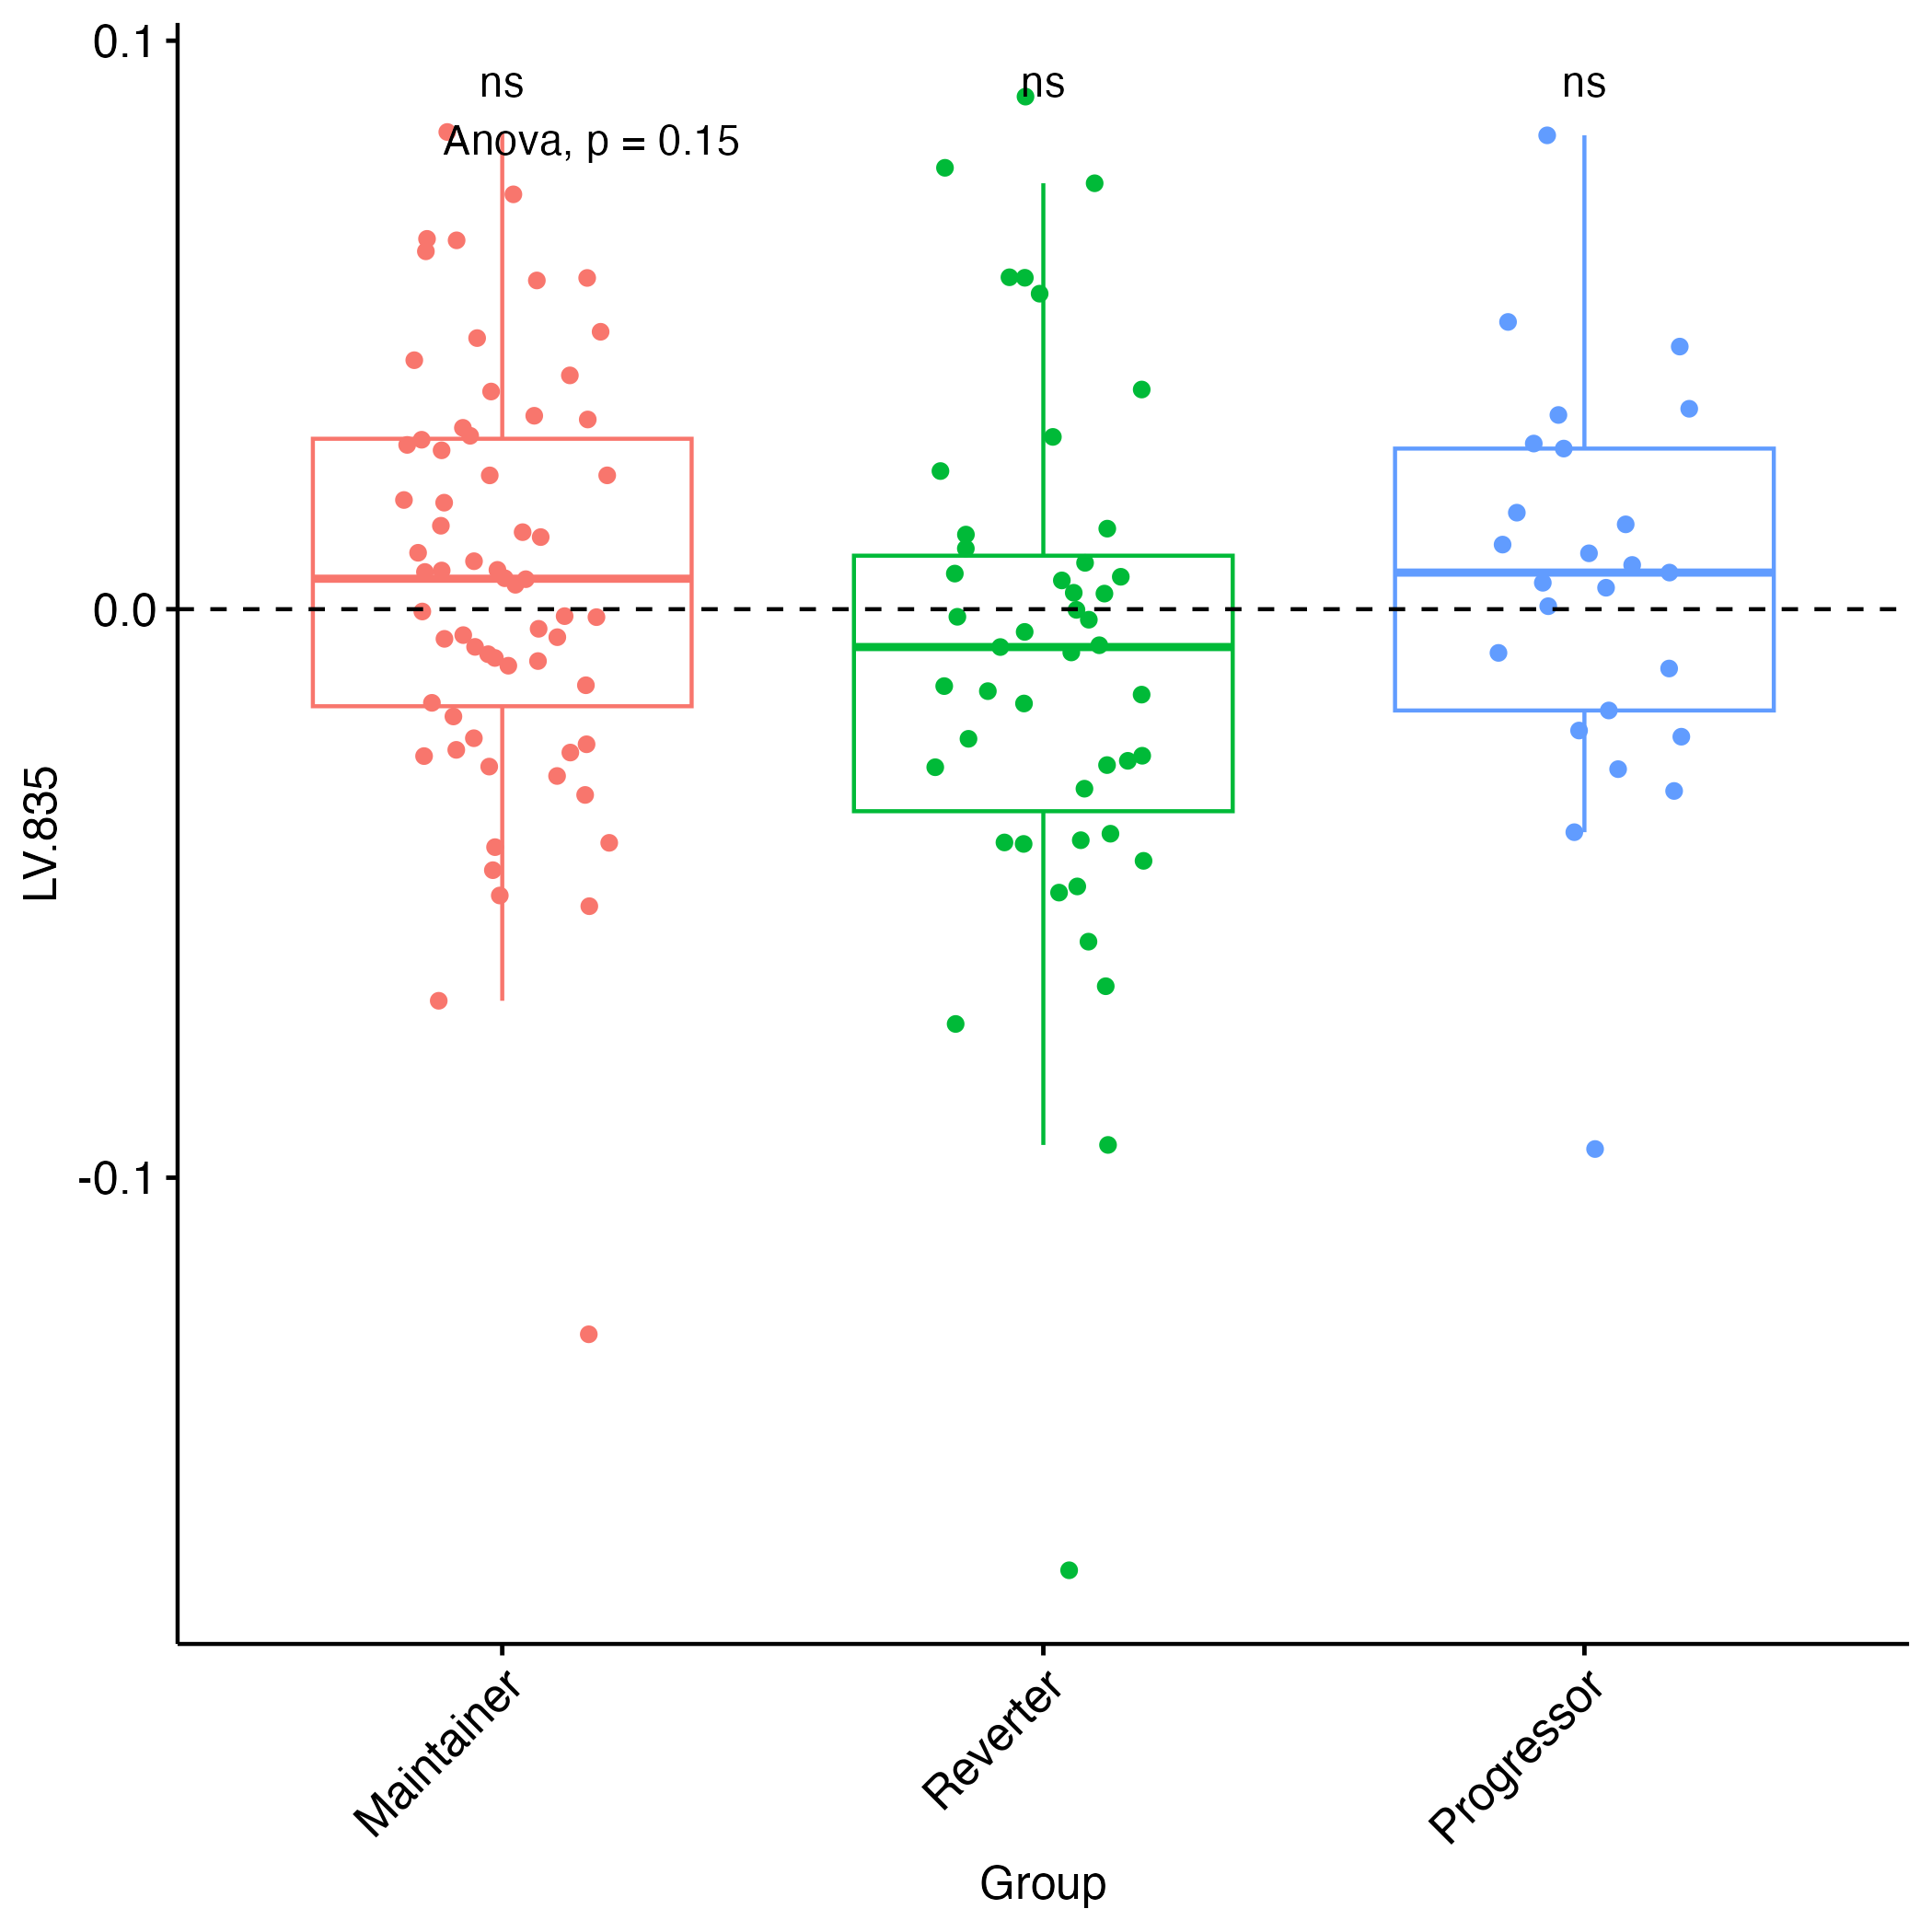 0.1
ns ns ns
Anova, p = 0.15
0.0
LV.835
-0.1
Maintainer Reverter Progressor
Group